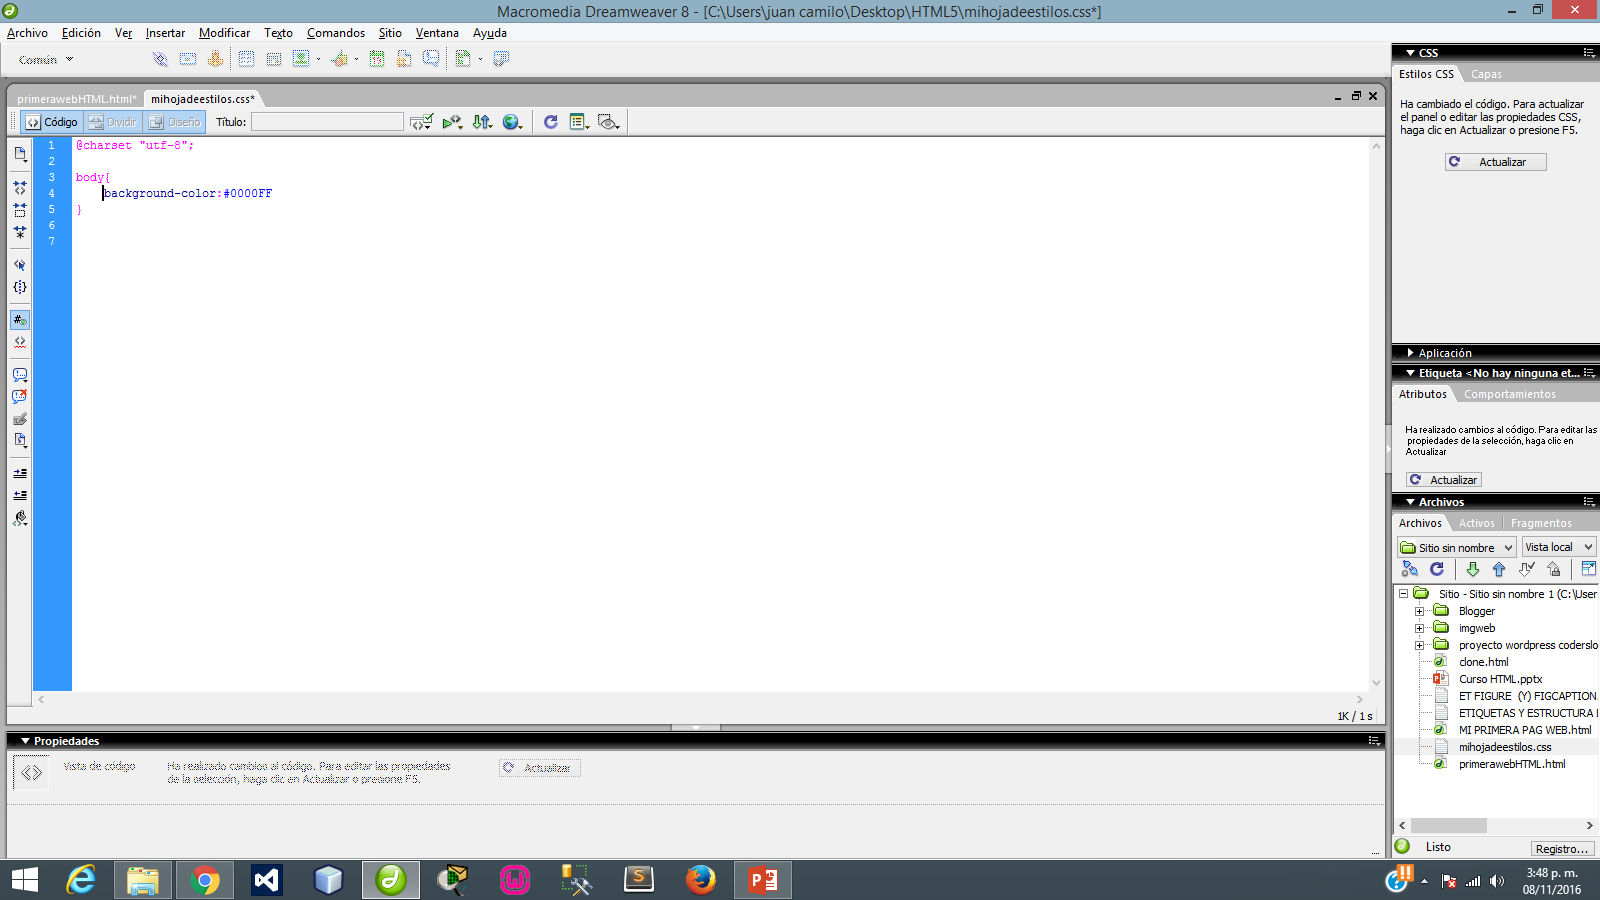 Macromedia Dreamweaver 8 - [C:\Users\juan camilo\Desktop\HTML5\mihojadeestilos.css*]
Archivo Edición Ver Insertar Modificar Texto Comandos Sitio Ventana Ayuda
Común
primerawebHTML.html* mihojadeestilos.css*
Código Dividir Diseño Título:
1 @charset "utf-8";
2
3 body{
4 background-color:#0000FF
5 }
6
7
1K / 1 s
Propiedades
Vista de código
Ha realizado cambios al código. Para editar las propiedades
de la selección, haga clic en Actualizar o presione F5.
Actualizar
CSS
Estilos CSS Capas
Ha cambiado el código. Para actualizar
el panel o editar las propiedades CSS,
haga clic en Actualizar o presione F5.
Actualizar
Aplicación
Etiqueta <No hay ninguna et...
Atributos Comportamientos
Ha realizado cambios al código. Para editar las
propiedades de la selección, haga clic en
Actualizar
Actualizar
Archivos
Archivos Activos Fragmentos
Sitio sin nombre Vista local
Sitio - Sitio sin nombre 1 (C:\User
Blogger
imgweb
proyecto wordpress coderslo
clone.html
Curso HTML.pptx
ET FIGURE (Y) FIGCAPTION
ETIQUETAS Y ESTRUCTURA
MI PRIMERA PAG WEB.html
mihojadeestilos.css
primerawebHTML.html
Listo Registro...
3:48 p. m.
08/11/2016